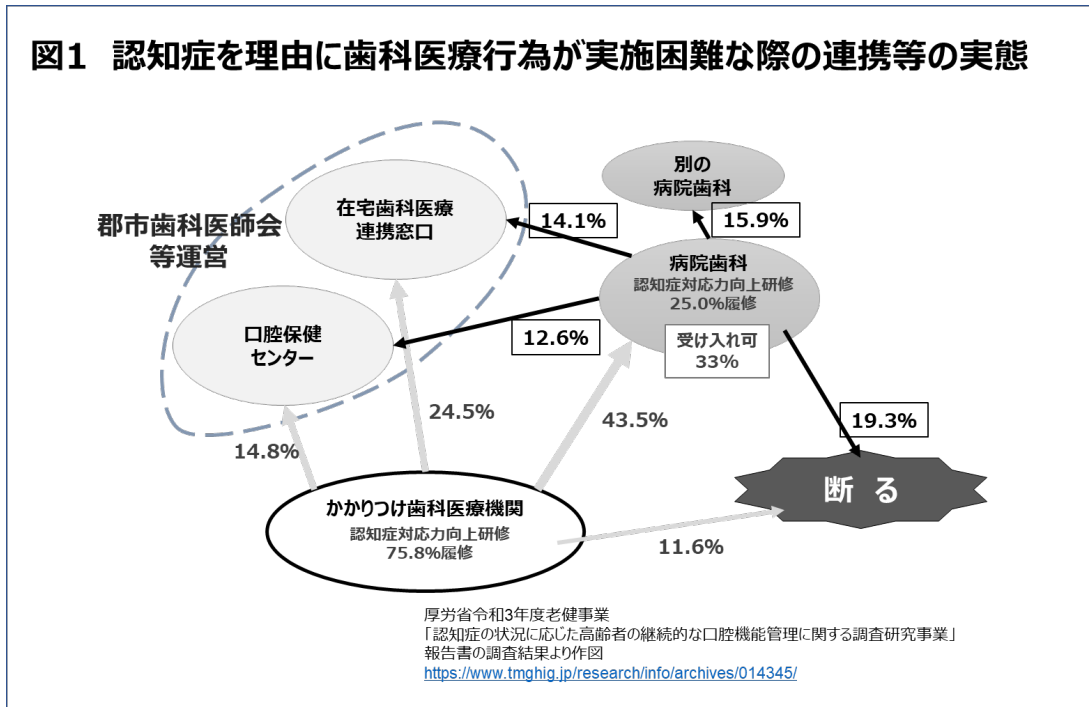 図1 認知症を理由に歯科医療行為が実施困難な際の連携等の実態
別の
病院歯科
在宅歯科医療
連携窓口
14.1%
15.9%
郡市歯科医師会
等運営
病院歯科
認知症対応力向上研修
25.0%履修
口腔保健
センター
12.6%
受け入れ可
33%
24.5%
43.5%
19.3%
14.8%
断る
かかりつけ歯科医療機関
認知症対応力向上研修
75.8%履修
11.6%
厚労省令和3年度老健事業
「認知症の状況に応じた高齢者の継続的な口腔機能管理に関する調査研究事業」
報告書の調査結果より作図
https://www.tmghig.jp/research/info/archives/014345/